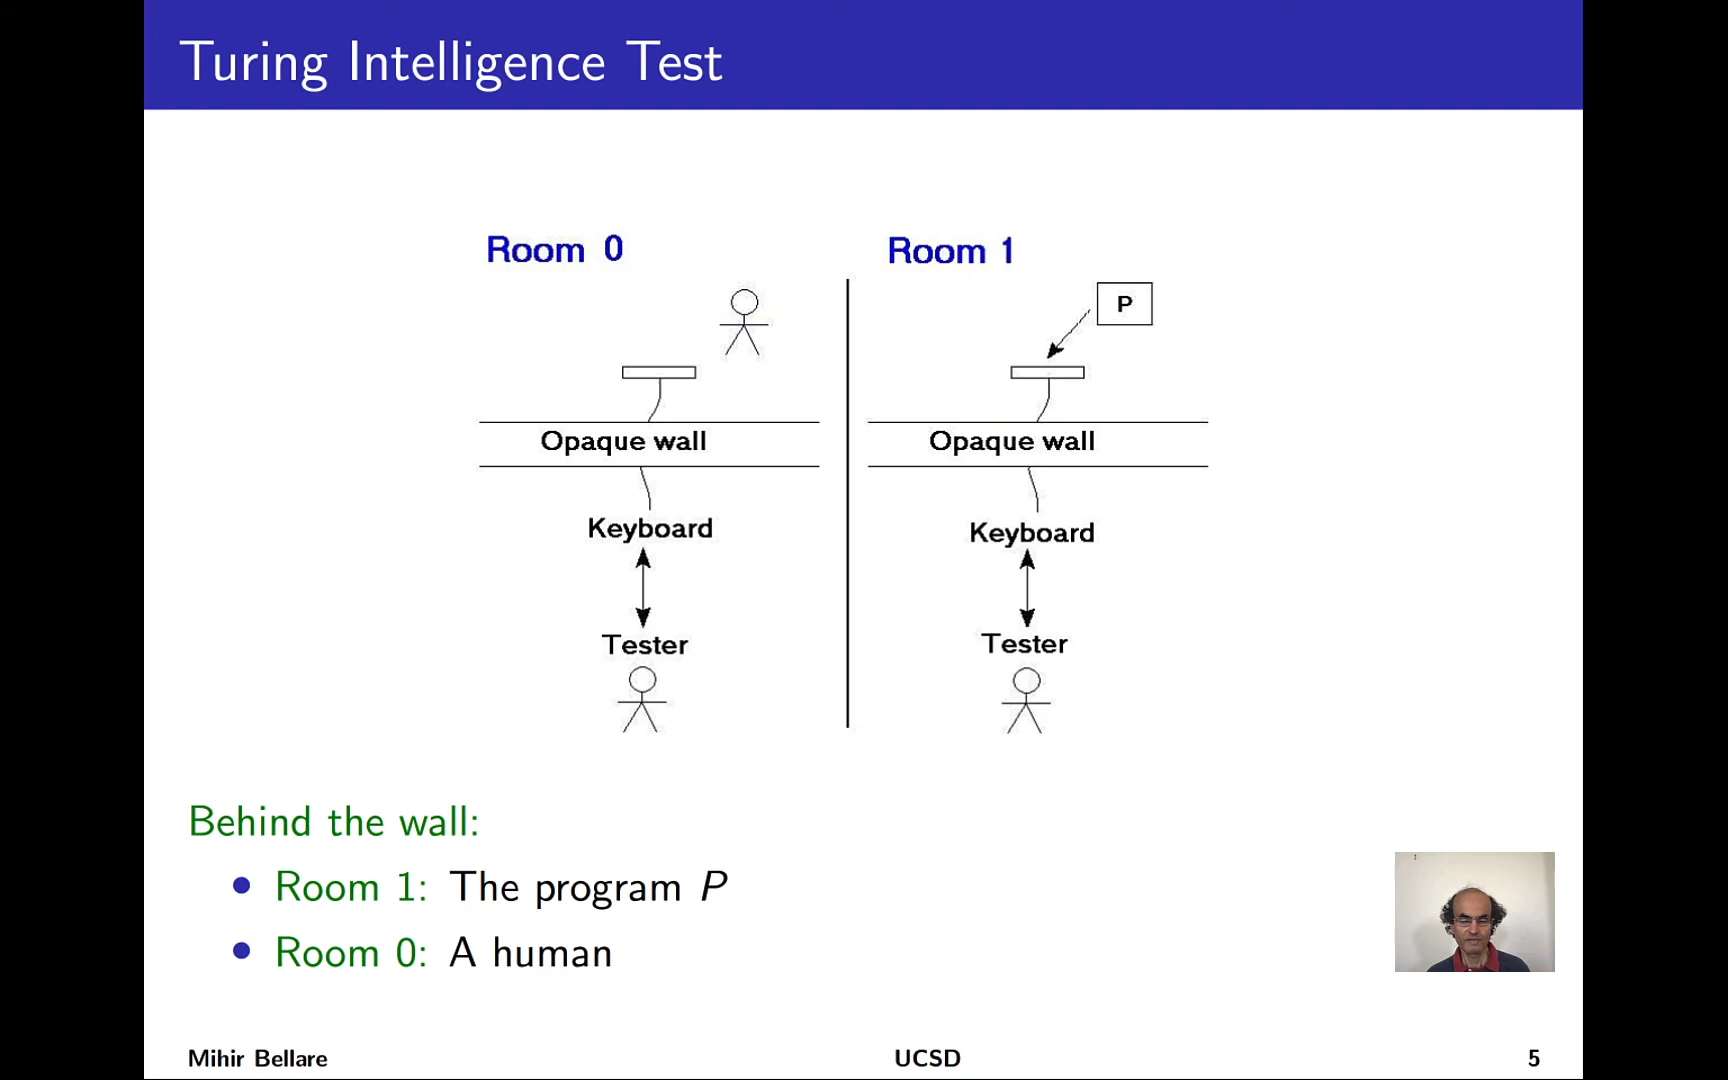 Turing Intelligence Test
Room 0
Room 1
P
Opaque wall
Opaque wall
Keyboard
Keyboard
Tester
Tester
Behind the wall:
• Room 1: The program P
• Room 0: A human
Mihir Bellare UCSD 5